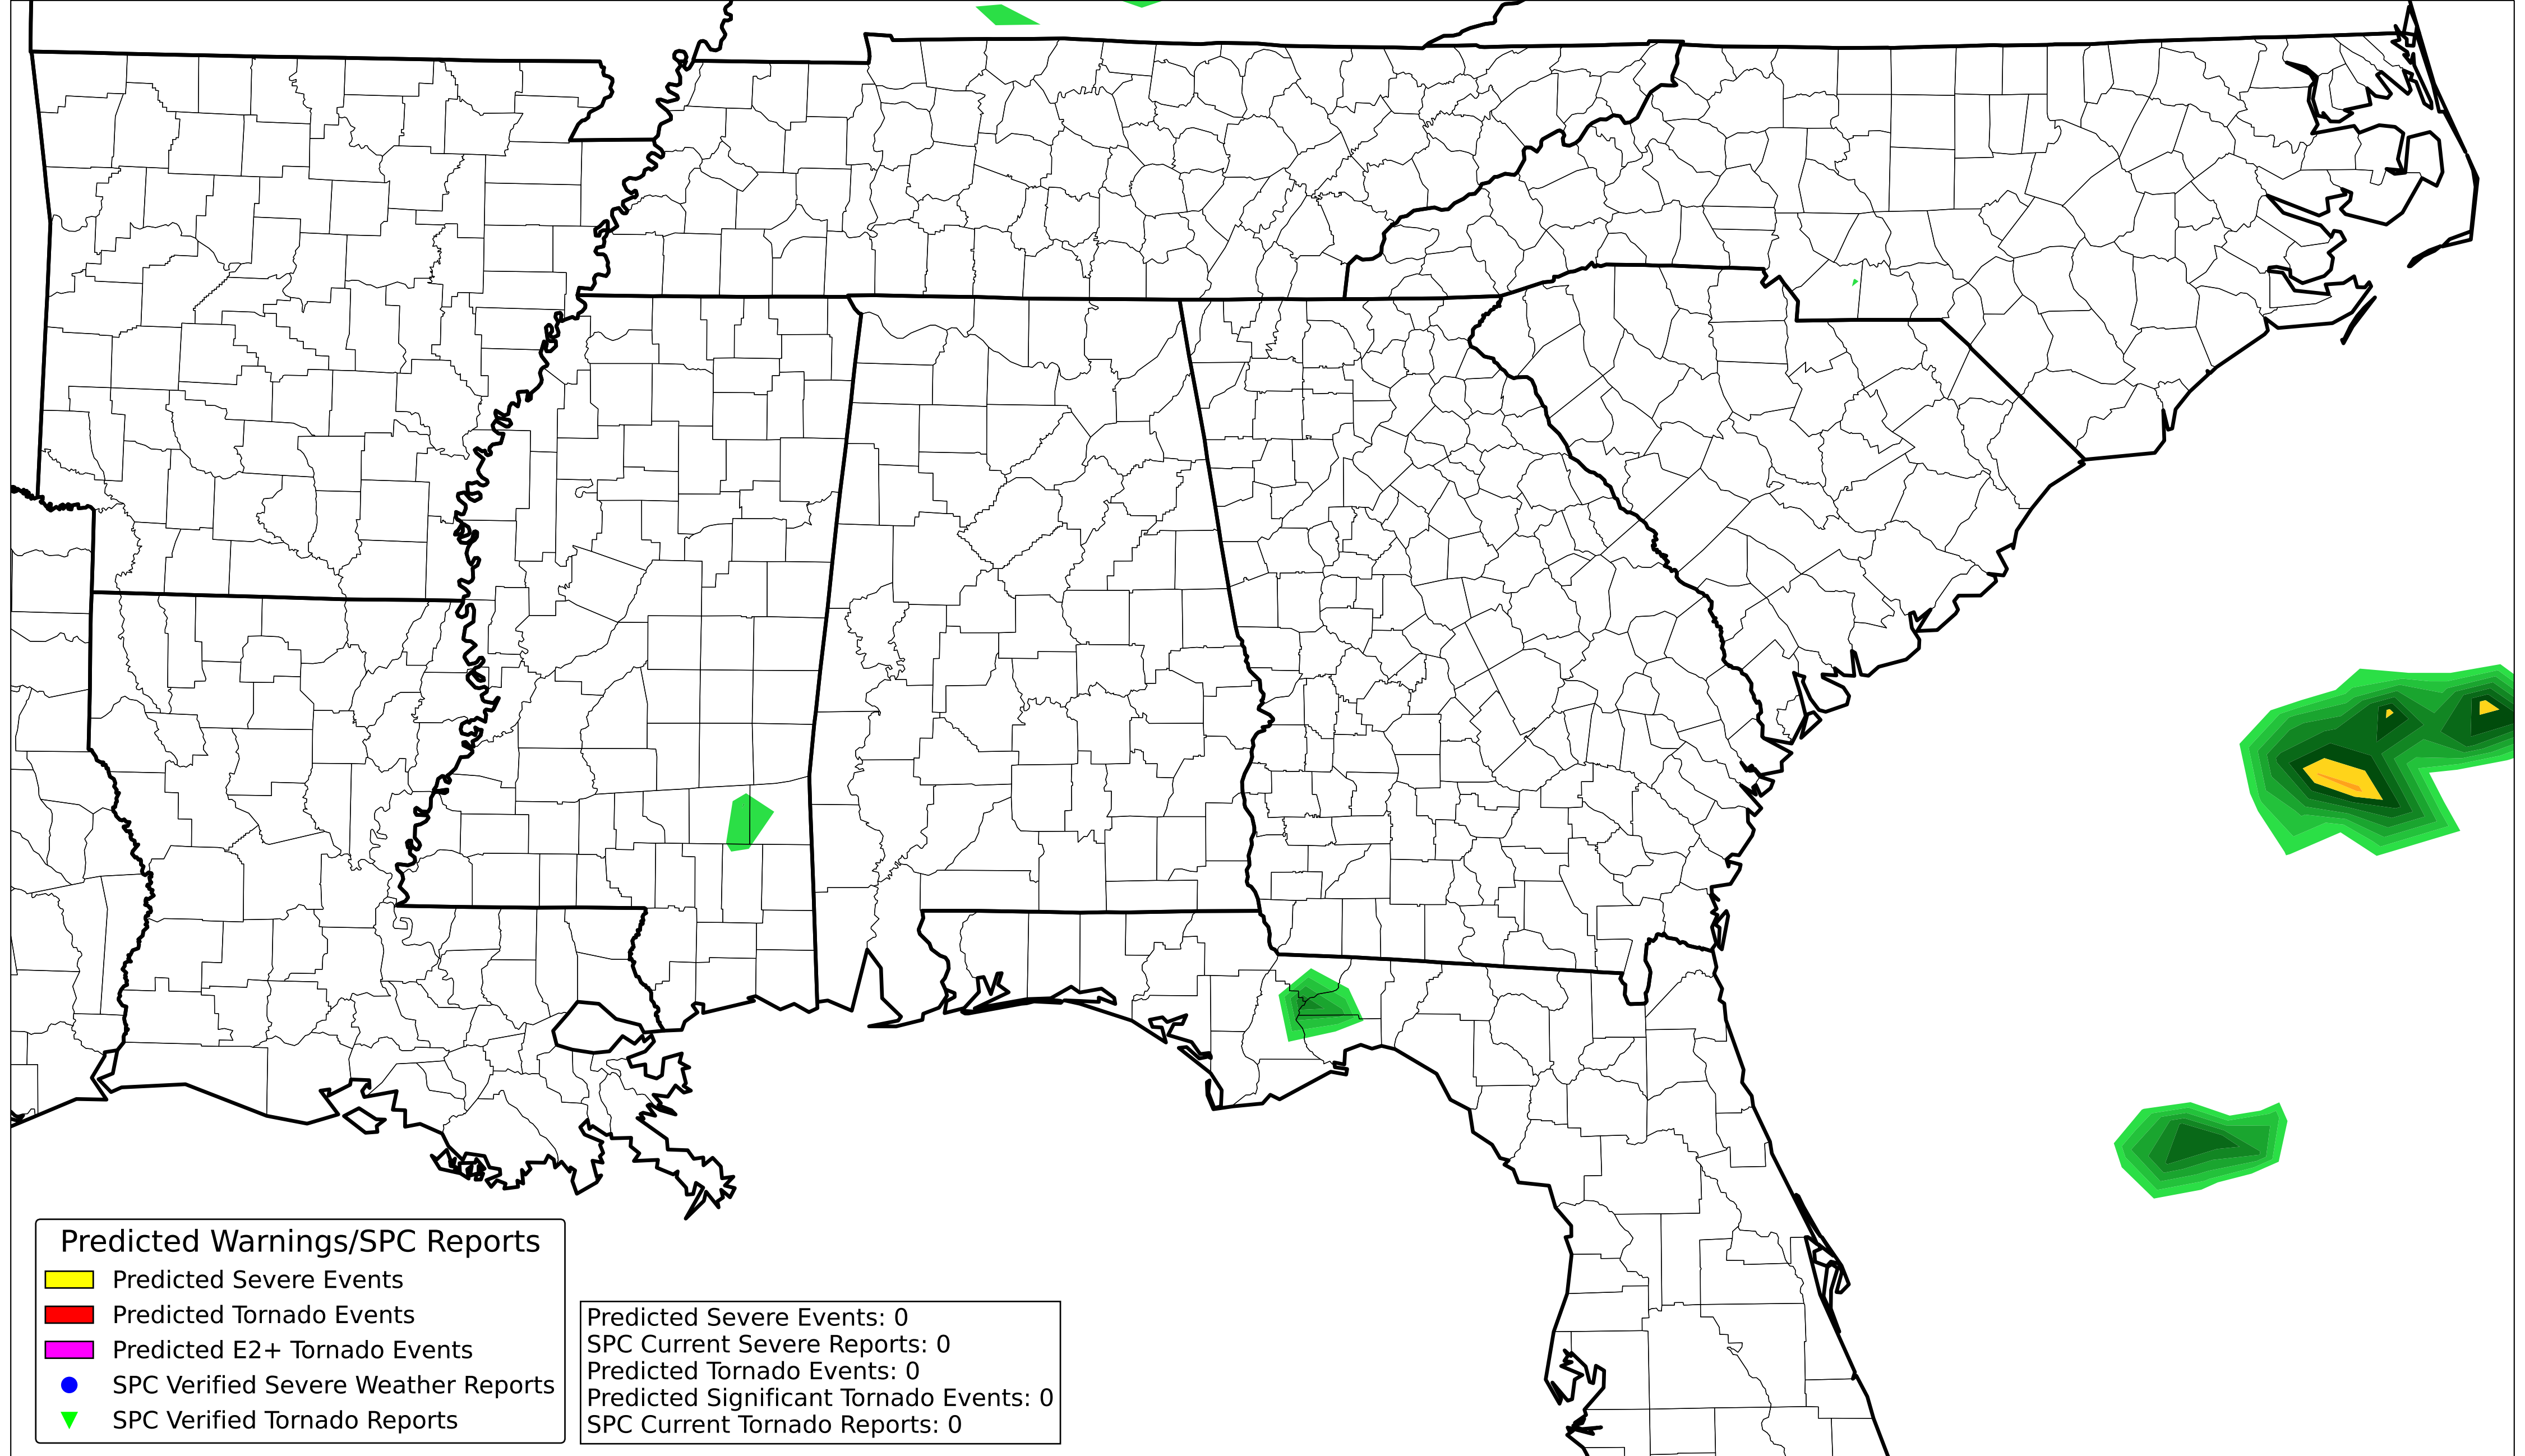 Predicted Warnings/SPC Reports
Predicted Severe Events
Predicted Tornado Events
Predicted E2+ Tornado Events
SPC Verified Severe Weather Reports
SPC Verified Tornado Reports
Predicted Severe Events: 0
SPC Current Severe Reports: 0
Predicted Tornado Events: 0
Predicted Significant Tornado Events: 0
SPC Current Tornado Reports: 0